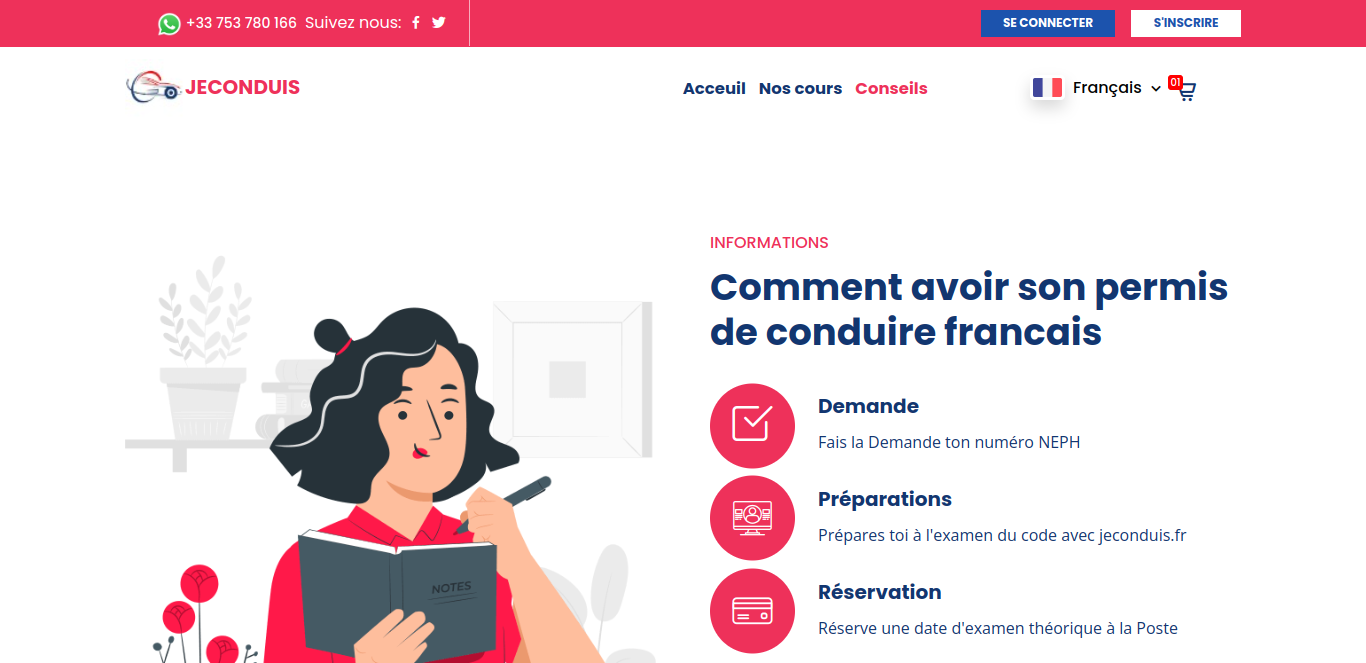 +33 753 780 166 Suivez nous:
SE CONNECTER
S'INSCRIRE
JECONDUIS
Acceuil Nos cours Conseils
Français
01
INFORMATIONS
Comment avoir son permis
de conduire francais
Demande
Fais la Demande ton numéro NEPH
Préparations
Prépares toi à l'examen du code avec jeconduis.fr
Réservation
Réserve une date d'examen théorique à la Poste
NOTES